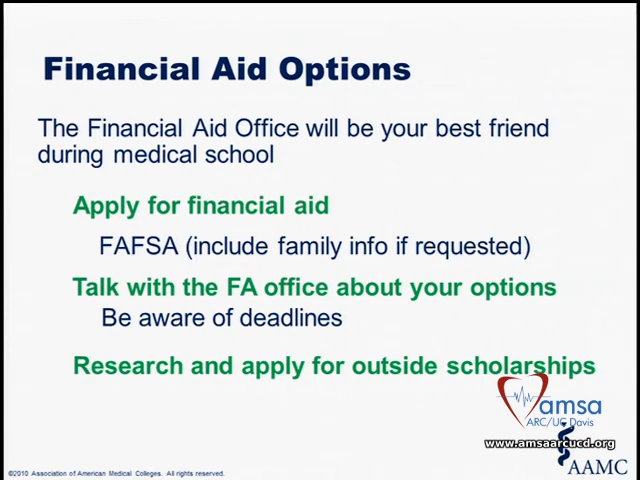 Financial Aid Options
The Financial Aid Office will be your best friend
during medical school
Apply for financial aid
FAFSA (include family info if requested)
Talk with the FA office about your options
Be aware of deadlines
Research and apply for outside scholarships
amsa
ARC/UC Davis
www.amsaarcucd.org
AAMC
©2010 Association of American Medical Colleges. All rights reserved.